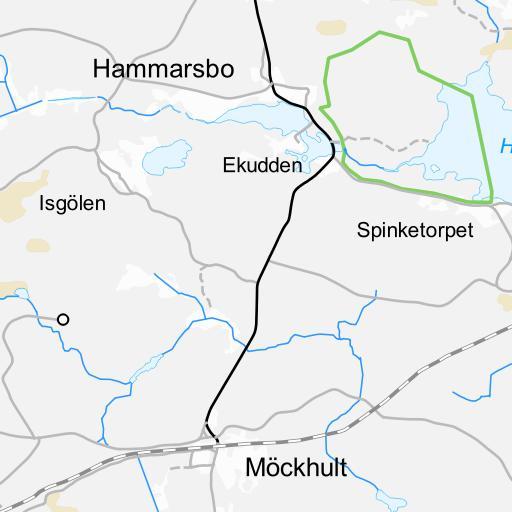 Hammarsbo
H
Ekudden
Isgölen
Spinketorpet
Möckhult